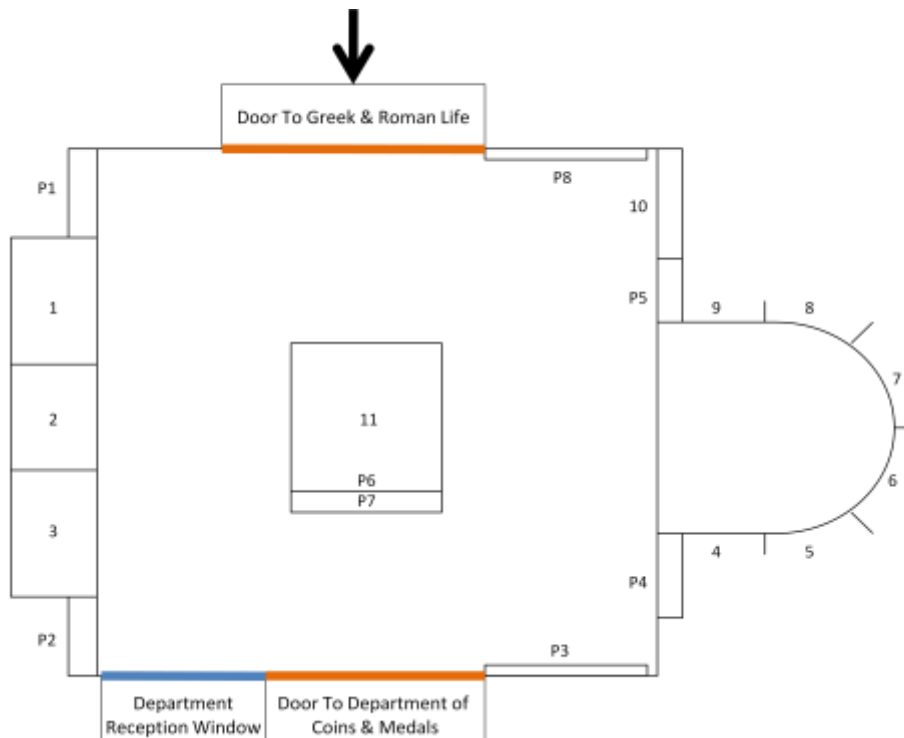 Door To Greek & Roman Life
P1
P8
10
1
P5
9
8
7
2
11
6
P6
P7
3
4
5
P4
P2
P3
Department
Reception Window
Door To Department of
Coins & Medals